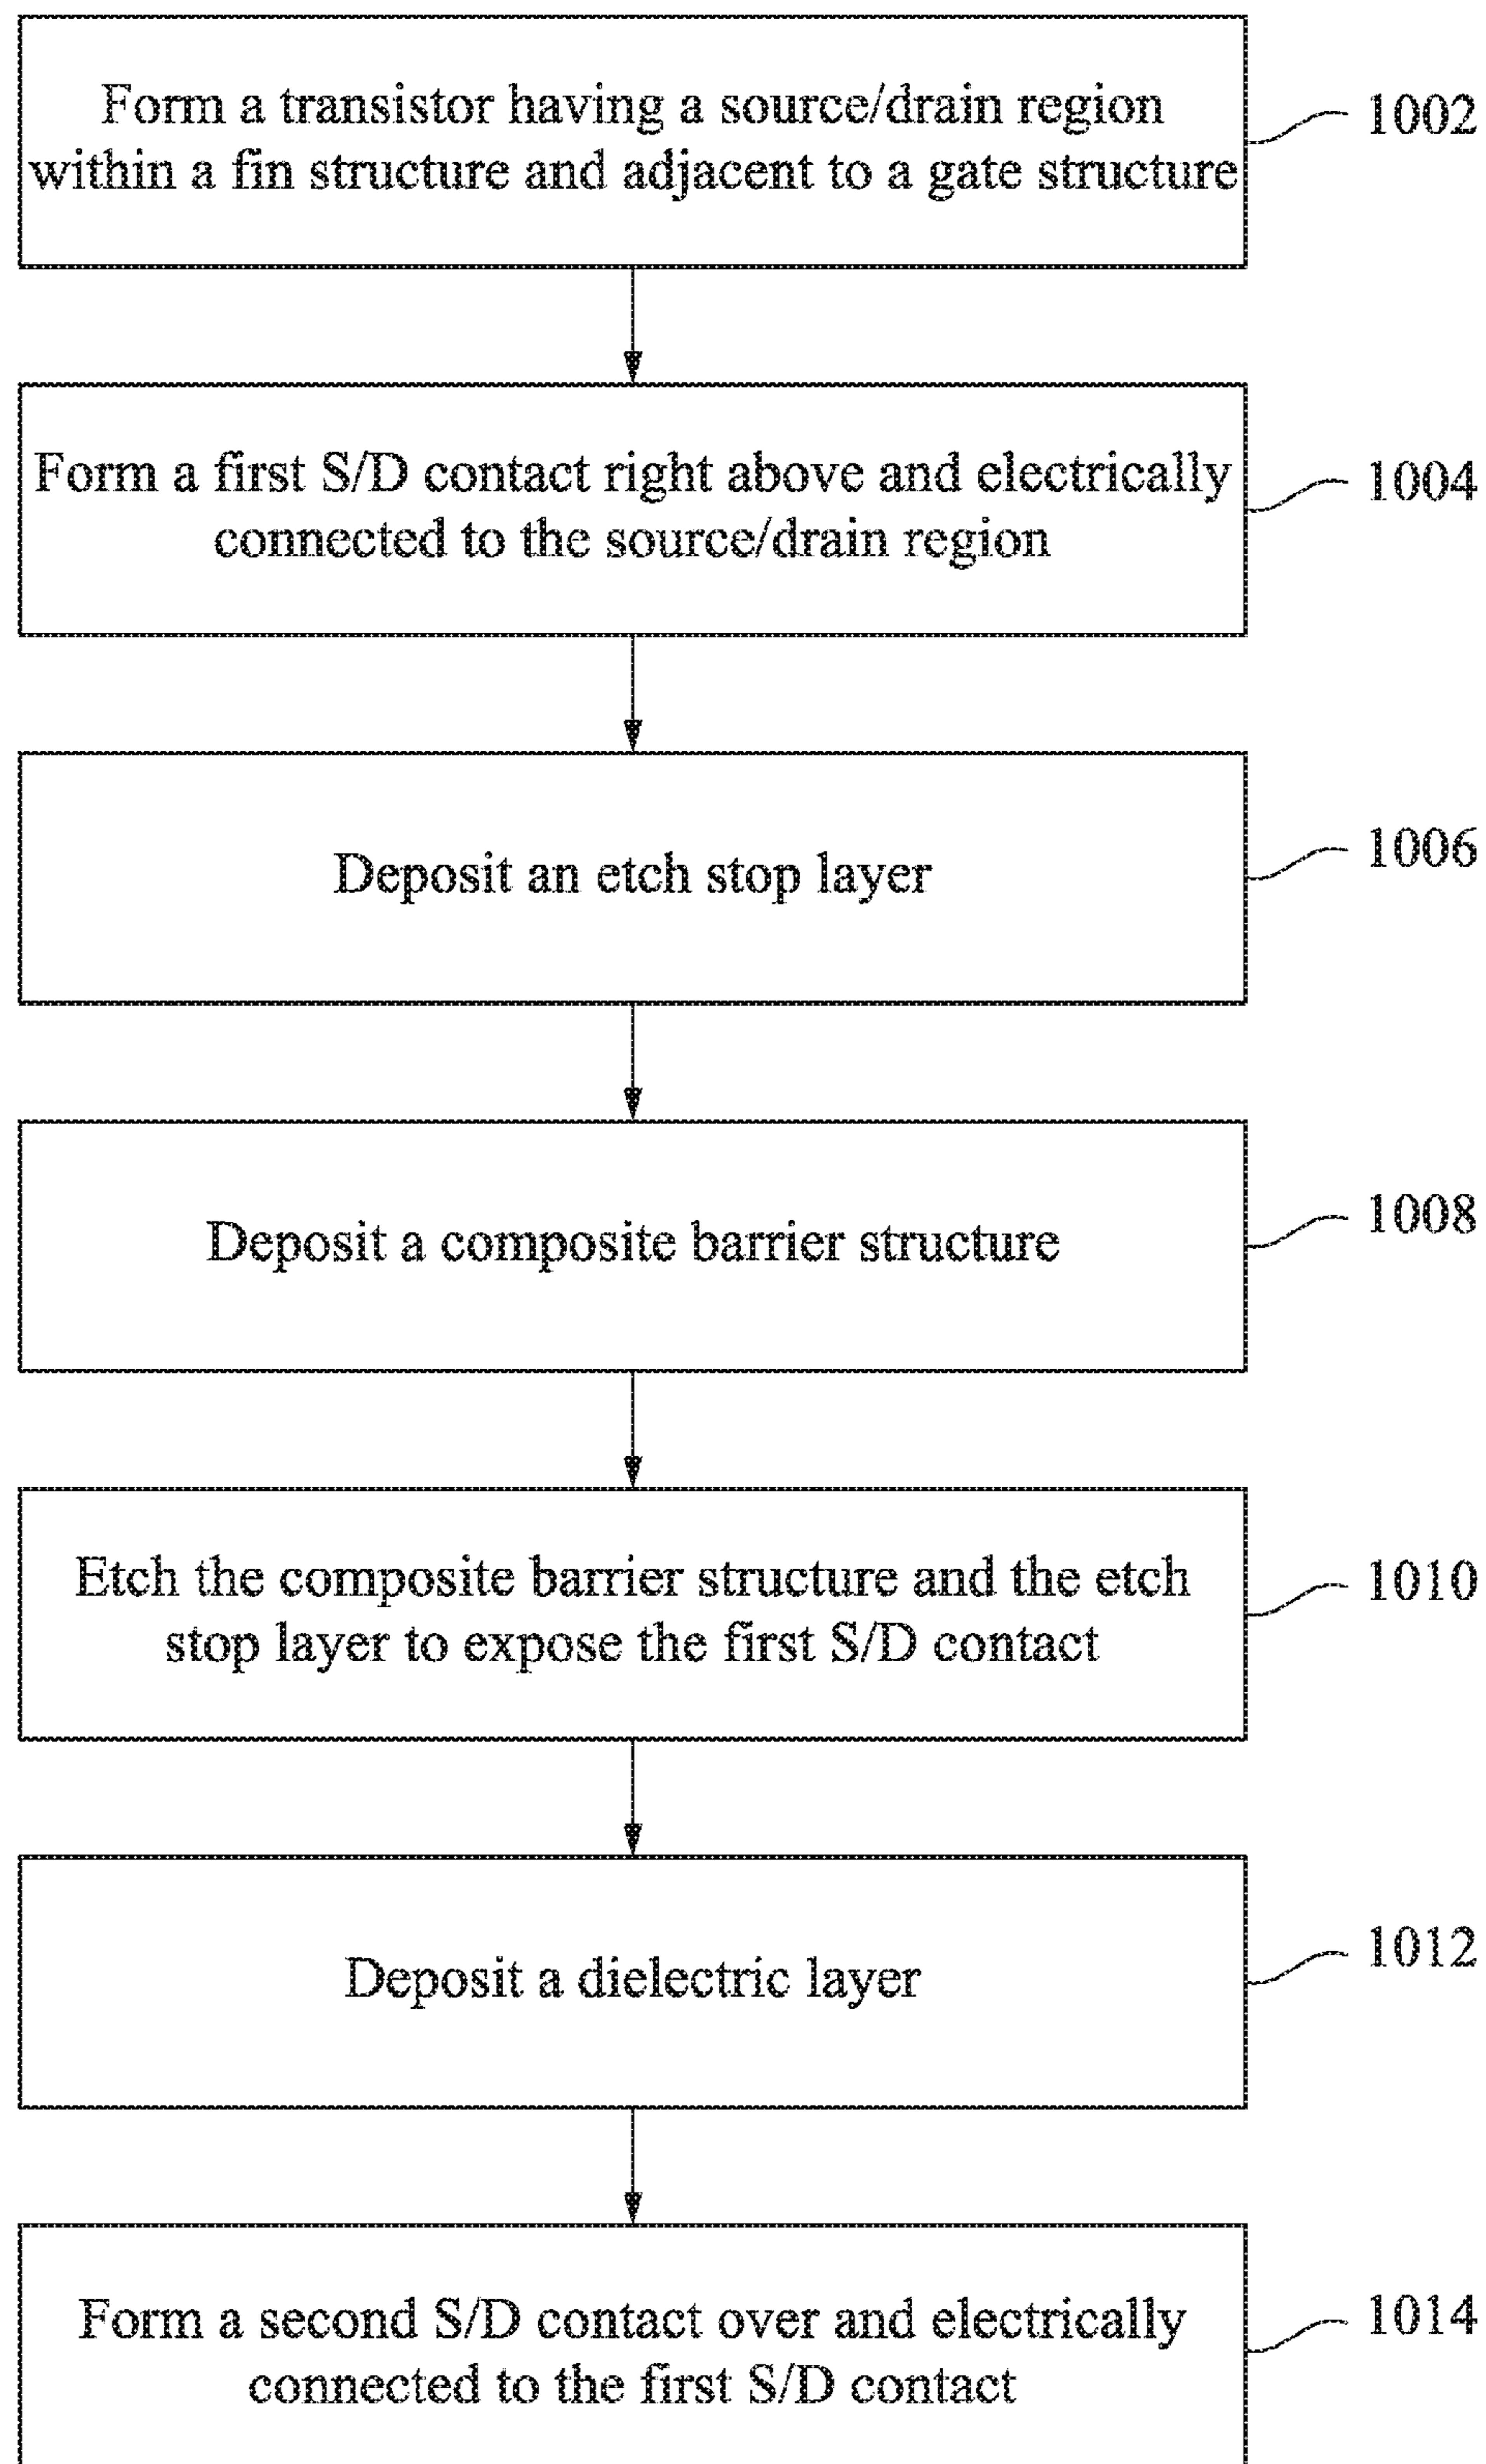 Form a transistor having a source/drain region
within a fin structure and adjacent to a gate structure
1002
Form a first S/D contact right above and electrically
connected to the source/drain region
1004
Deposit an etch stop layer
1006
Deposit a composite barrier structure
1008
Etch the composite barrier structure and the etch
stop layer to expose the first S/D contact
1010
Deposit a dielectric layer
1012
Form a second S/D contact over and electrically
connected to the first S/D contact
1014